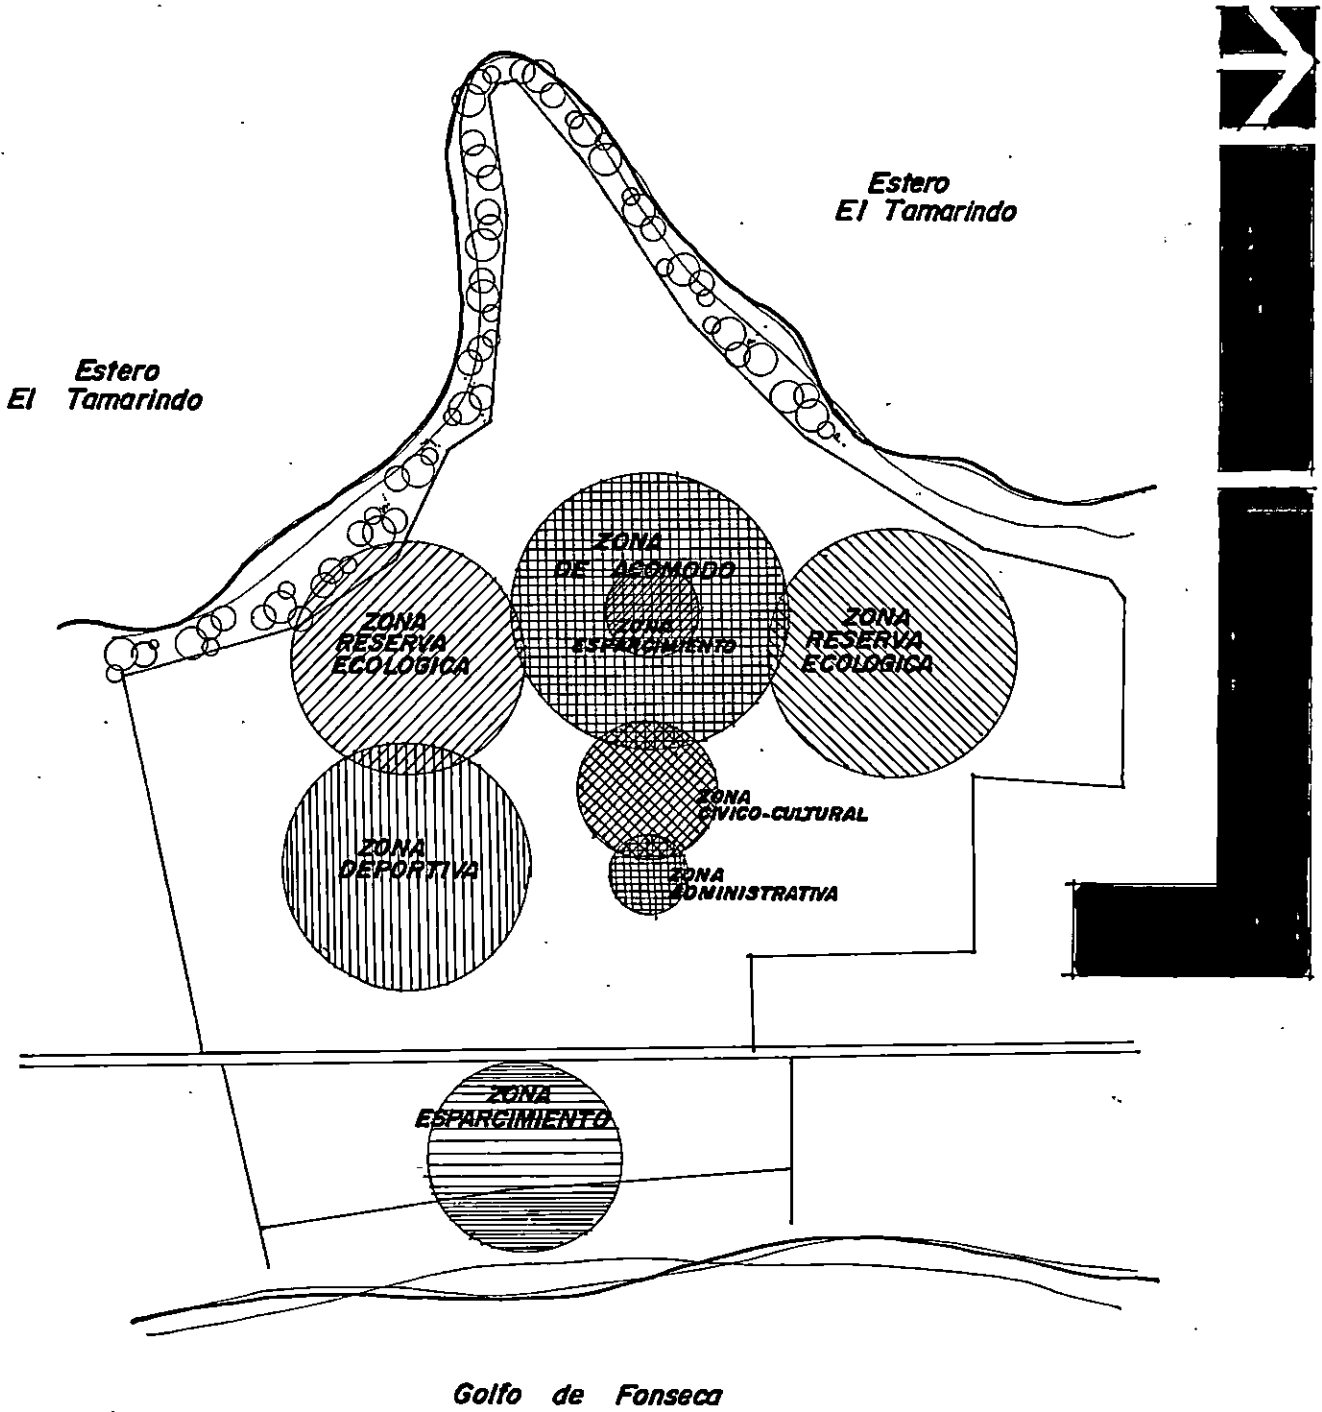 Estero
El Tamarindo
Estero
El Tamarindo
ZONA
DE ACOMODO
ZONA
ESPARCIMIENTO
ZONA
RESERVA
ECOLOGICA
ZONA
RESERVA
ECOLOGICA
ZONA
CIVICO-CULTURAL
ZONA
DEPORTIVA
ZONA
ADMINISTRATIVA
ZONA
ESPARCIMIENTO
Golfo de Fonseca